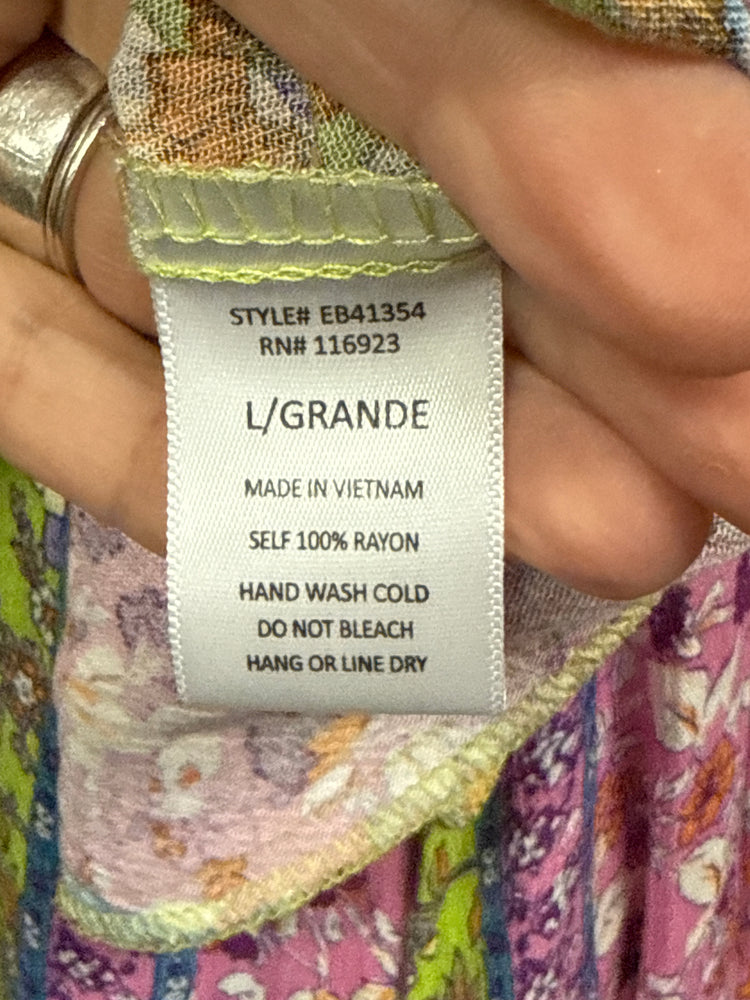 STYLE# EB41354
RN# 116923
L/GRANDE
MADE IN VIETNAM
SELF 100% RAYON
HAND WASH COLD
DO NOT BLEACH
HANG OR LINE DRY